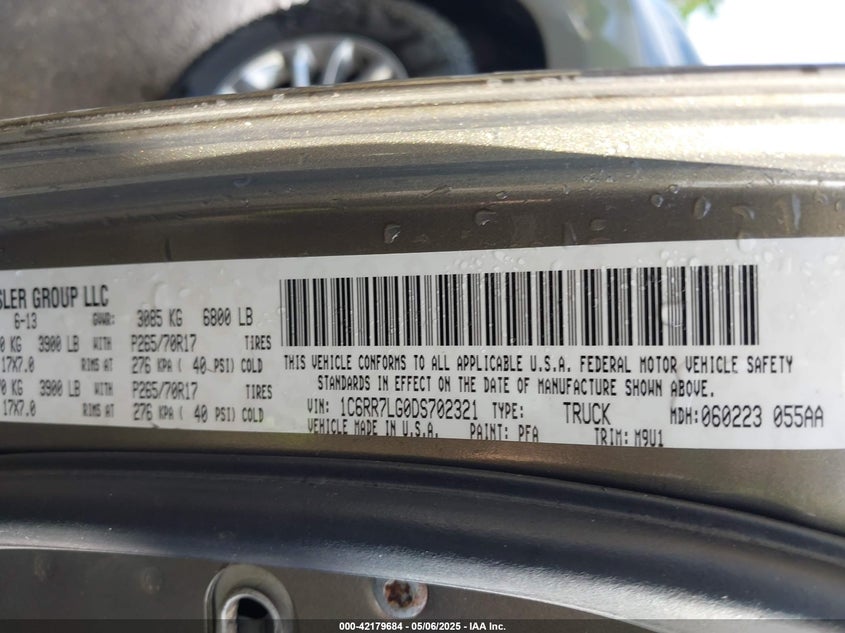 SLER GROUP LLC
6-13 GVWR: 3085 KG 6800 LB
0 KG 3900 LB WITH P265/70R17 TIRES
17X7.0 RIMS AT 276 KPA ( 40 PSI) COLD
0 KG 3900 LB WITH P265/70R17 TIRES
17X7.0 RIMS AT 276 KPA ( 40 PSI) COLD
THIS VEHICLE CONFORMS TO ALL APPLICABLE U.S.A. FEDERAL MOTOR VEHICLE SAFETY
STANDARDS IN EFFECT ON THE DATE OF MANUFACTURE SHOWN ABOVE.
VIN: 1C6RR7LG0DS702321 TYPE: TRUCK MDH: 060223 055AA
VEHICLE MADE IN U.S.A. PAINT: PFA TRIM: M9U1
000-42179684 - 05/06/2025 - IAA Inc.